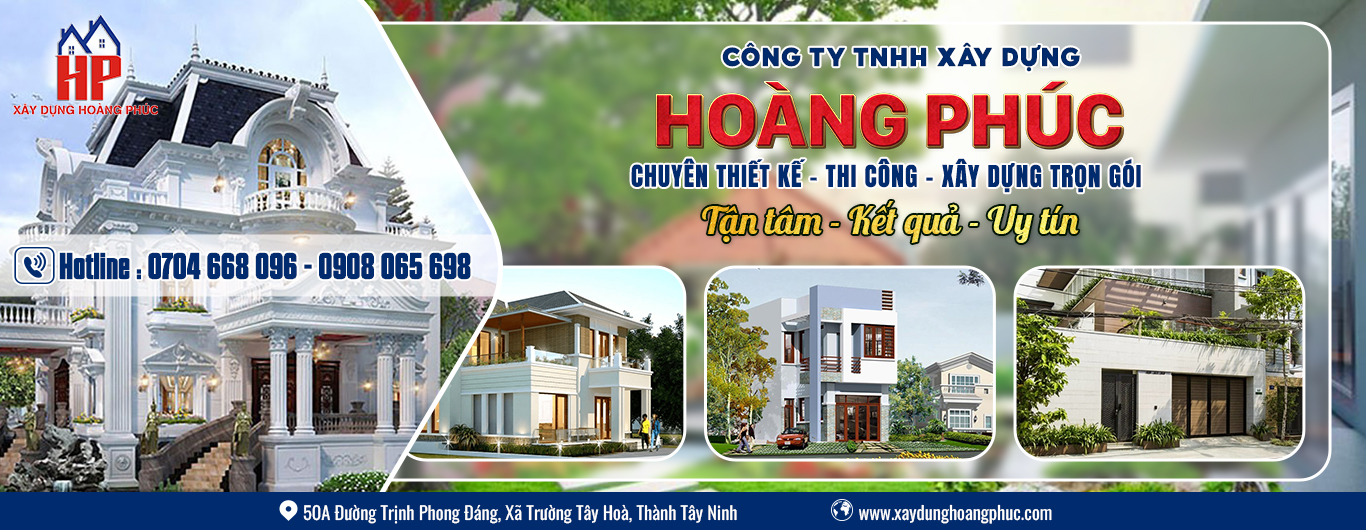 HP
XÂY DỰNG HOÀNG PHÚC
CÔNG TY TNHH XÂY DỰNG
HOÀNG PHÚC
CHUYÊN THIẾT KẾ - THI CÔNG - XÂY DỰNG TRỌN GÓI
Tận tâm - Kết quả - Uy tín
Hotline : 0704 668 096 - 0908 065 698
50A Đường Trịnh Phong Đáng, Xã Trường Tây Hoà, Thành Tây Ninh
www.xaydunghoangphuc.com